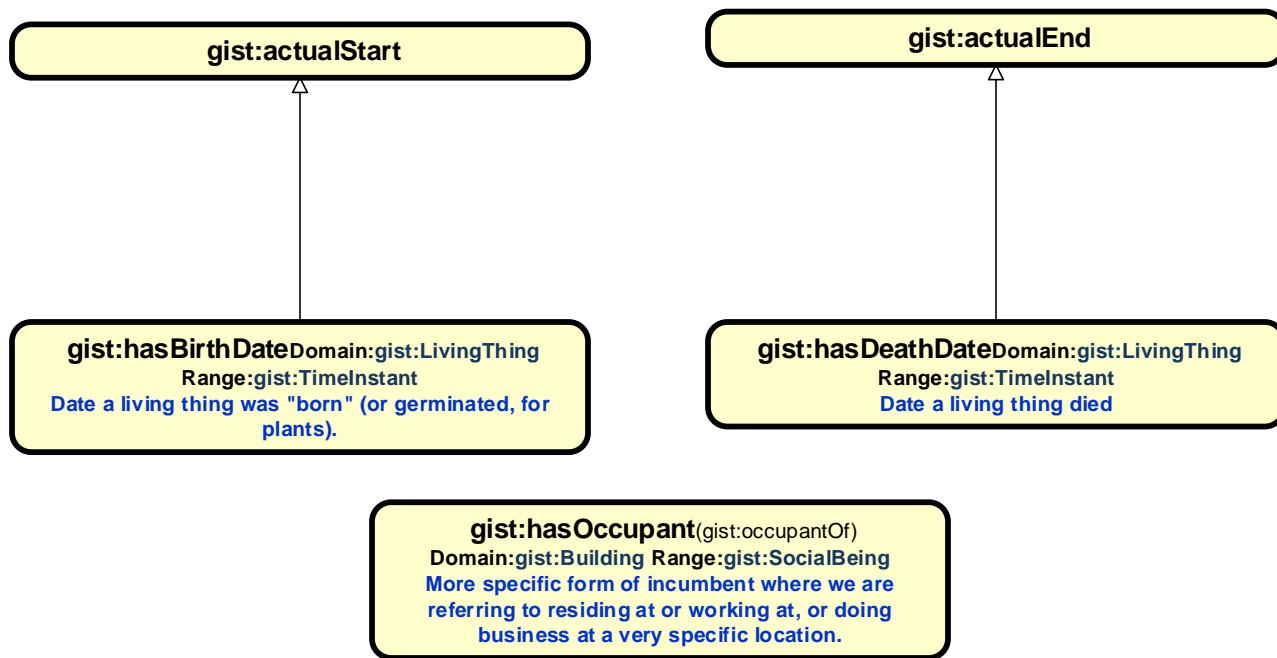 gist:actualStart
gist:actualEnd
gist:hasBirthDateDomain:gist:LivingThing
Range:gist:TimeInstant
Date a living thing was "born" (or germinated, for
plants).
gist:hasDeathDateDomain:gist:LivingThing
Range:gist:TimeInstant
Date a living thing died
gist:hasOccupant(gist:occupantOf)
Domain:gist:Building Range:gist:SocialBeing
More specific form of incumbent where we are
referring to residing at or working at, or doing
business at a very specific location.